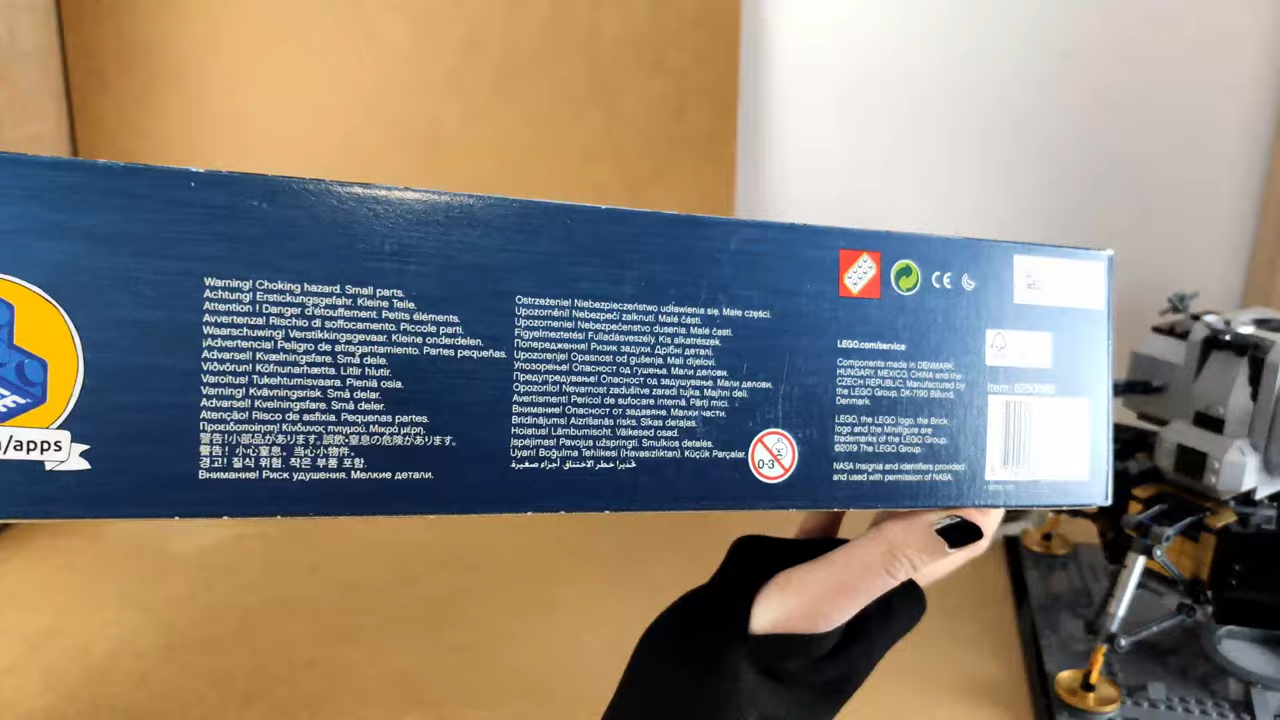 /apps
Warning! Choking hazard. Small parts.
Achtung! Erstickungsgefahr. Kleine Teile.
Attention ! Danger d'étouffement. Petits éléments.
Avvertenza! Rischio di soffocamento. Piccole parti.
Waarschuwing! Verstikkingsgevaar. Kleine onderdelen.
¡Advertencia! Peligro de atragantamiento. Partes pequeñas.
Advarsel! Kvælningsfare. Små dele.
Viðvörun! Köfnunarhætta. Litlir hlutir.
Varoitus! Tukehtumisvaara. Pieniä osia.
Varning! Kvävningsrisk. Små delar.
Advarsel! Kvelningsfare. Små deler.
Atenção! Risco de asfixia. Pequenas partes.
Προειδοποίηση! Κίνδυνος πνιγμού. Μικρά μέρη.
警告!小部品があります。誤飲・窒息の危険があります。
警告! 小心窒息。当心小物件。
경고! 질식 위험. 작은 부품 포함.
Внимание! Риск удушения. Мелкие детали.
Ostrzeżenie! Niebezpieczeństwo udławienia się. Małe części.
Upozornění! Nebezpečí zalknutí. Malé části.
Upozornenie! Nebezpečenstvo dusenia. Malé časti.
Figyelmeztetés! Fulladásveszély. Kis alkatrészek.
Попередження! Ризик задухи. Дрібні деталі.
Upozorenje! Opasnost od gušenja. Mali dijelovi.
Упозорење! Опасност од гушења. Мали делови.
Предупредување! Опасност од задушување. Мали делови.
Opozorilo! Nevarnost zadušitve zaradi tujka. Majhni deli.
Avertisment! Pericol de sufocare internă. Părți mici.
Внимание! Опасност от задавяне. Малки части.
Brīdinājums! Aizrīšanās risks. Sīkas detaļas.
Hoiatus! Lämbumisoht. Väikesed osad.
Įspėjimas! Pavojus užspringti. Smulkios detalės.
Uyarı! Boğulma Tehlikesi (Havasızlıktan). Küçük Parçalar.
تحذير! خطر الاختناق. أجزاء صغيرة
0-3
CE
LEGO.com/service
Components made in DENMARK,
HUNGARY, MEXICO, CHINA and the
CZECH REPUBLIC. Manufactured by
the LEGO Group, DK-7190 Billund,
Denmark.
LEGO, the LEGO logo, the Brick
logo and the Minifigure are
trademarks of the LEGO Group.
©2019 The LEGO Group.
NASA Insignia and identifiers provided
and used with permission of NASA.
Item: